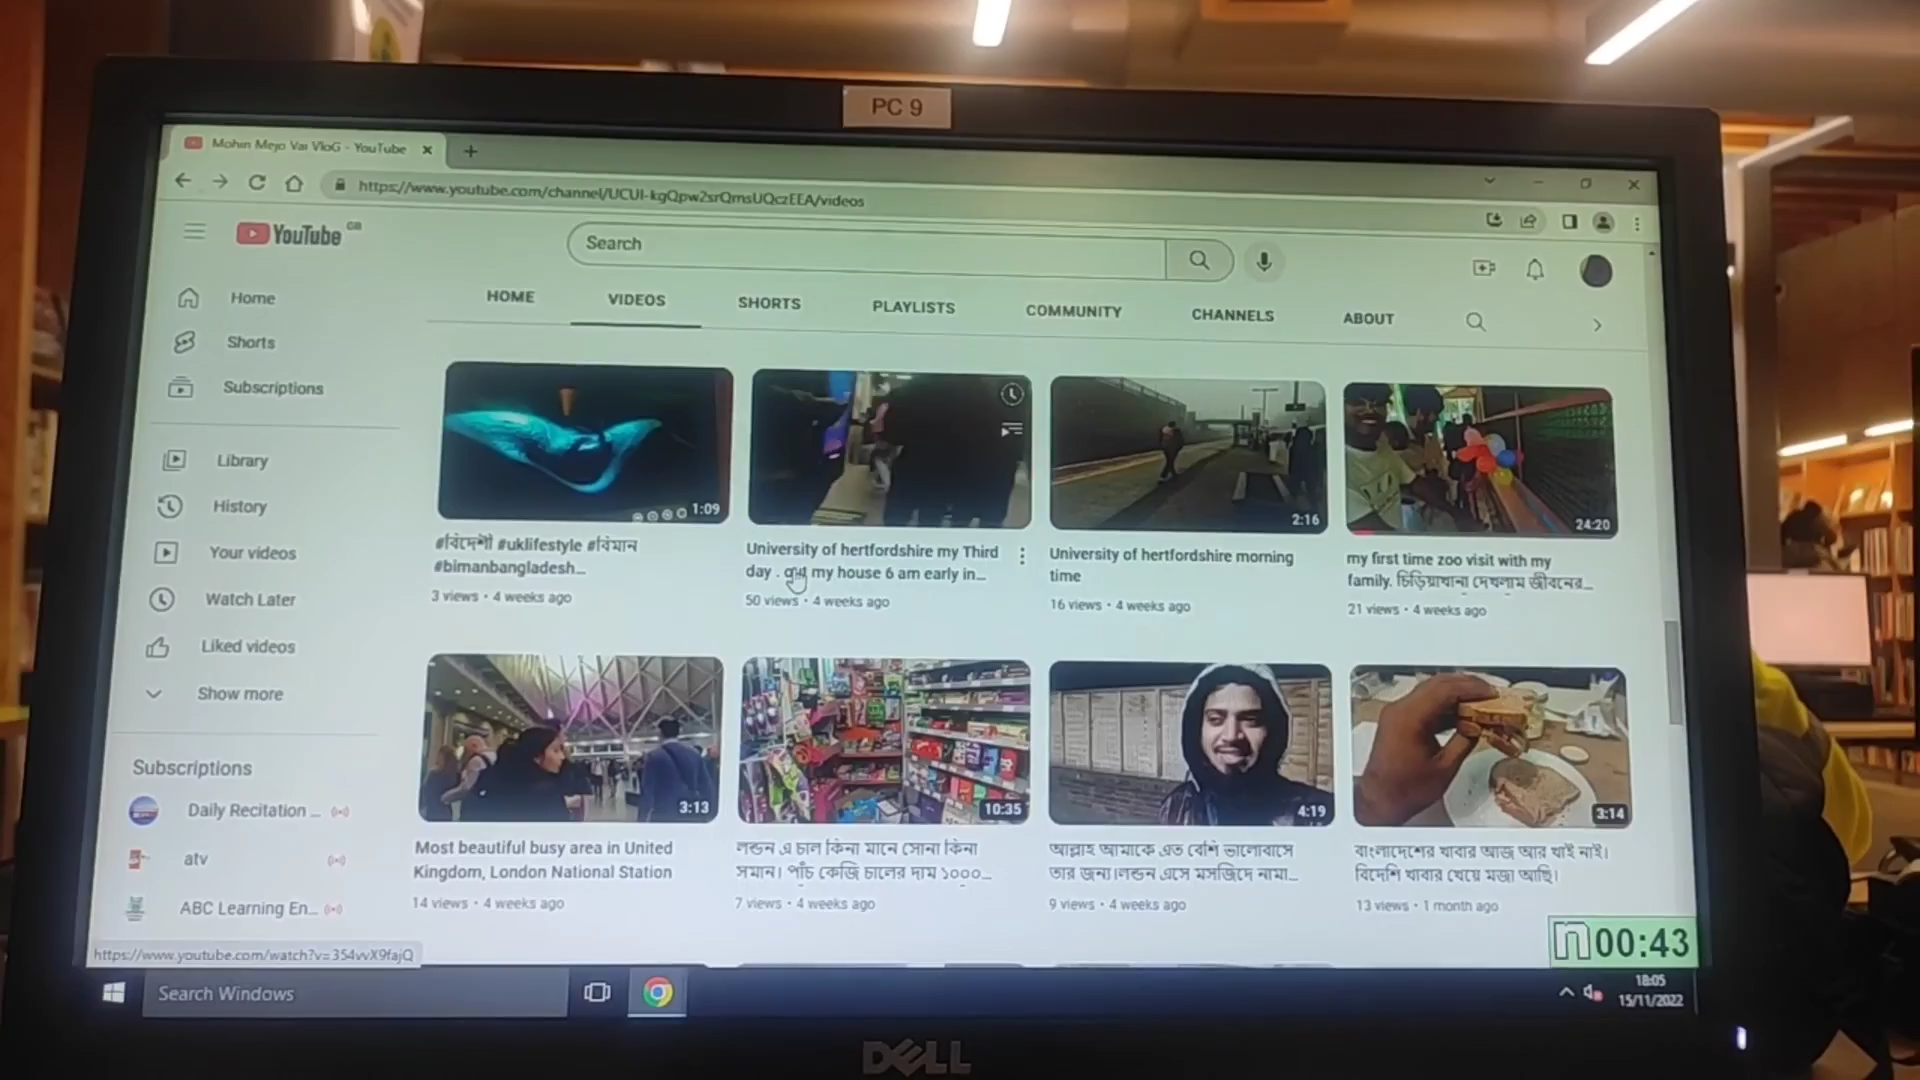 PC 9
Mohin Mejo Vai VloG - YouTube
https://www.youtube.com/channel/UCUI-kgQpw2srQmsUQczEEA/videos
YouTube GB
Search
HOME VIDEOS SHORTS PLAYLISTS COMMUNITY CHANNELS ABOUT
Home
Shorts
Subscriptions
Library
History
Your videos
Watch Later
Liked videos
Show more
Subscriptions
Daily Recitation ...
atv
ABC Learning En...
1:09
#বিদেশী #uklifestyle #বিমান
#bimanbangladesh...
3 views • 4 weeks ago
University of hertfordshire my Third
day . my house 6 am early in...
50 views • 4 weeks ago
2:16
University of hertfordshire morning
time
16 views • 4 weeks ago
24:20
my first time zoo visit with my
family. চিড়িয়াখানা দেখলাম জীবনের...
21 views • 4 weeks ago
3:13
Most beautiful busy area in United
Kingdom, London National Station
14 views • 4 weeks ago
10:35
লন্ডন এ চাল কিনা মানে সোনা কিনা
সমান। পাঁচ কেজি চালের দাম ১০০০...
7 views • 4 weeks ago
4:19
আল্লাহ আমাকে এত বেশি ভালোবাসে
তার জন্য।লন্ডন এসে মসজিদে নামা...
9 views • 4 weeks ago
3:14
বাংলাদেশের খাবার আজ আর খাই নাই।
বিদেশি খাবার খেয়ে মজা আছি।
13 views • 1 month ago
https://www.youtube.com/watch?v=354vvX9fajQ
00:43
Search Windows
18:05
15/11/2022
DELL